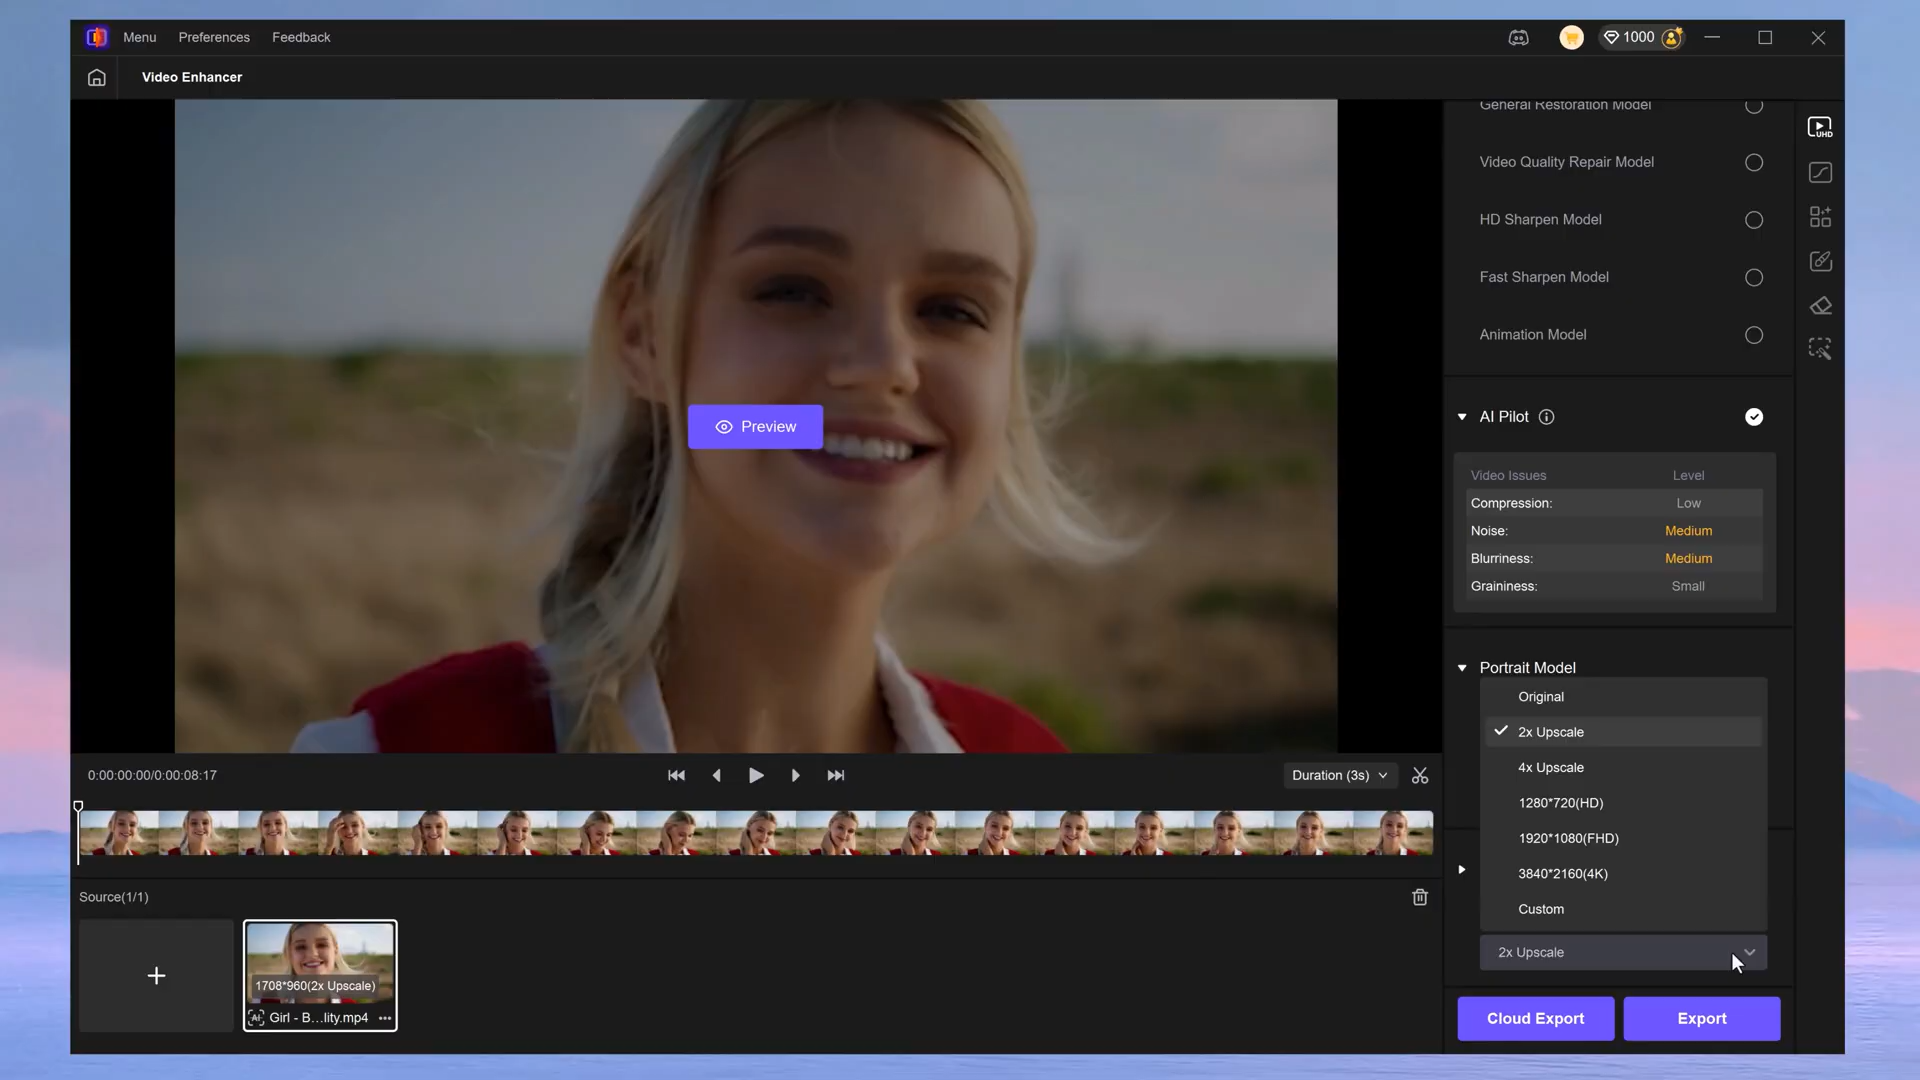 Menu
Preferences
Feedback
1000
Video Enhancer
General Restoration Model
Video Quality Repair Model
HD Sharpen Model
Fast Sharpen Model
Animation Model
Preview
AI Pilot
Video Issues Level
Compression: Low
Noise: Medium
Blurriness: Medium
Graininess: Small
Portrait Model
Original
2x Upscale
4x Upscale
1280*720(HD)
1920*1080(FHD)
3840*2160(4K)
Custom
2x Upscale
0:00:00:00/0:00:08:17
Duration (3s)
Source(1/1)
1708*960(2x Upscale)
AI
Girl - B...lity.mp4
Cloud Export
Export
UHD